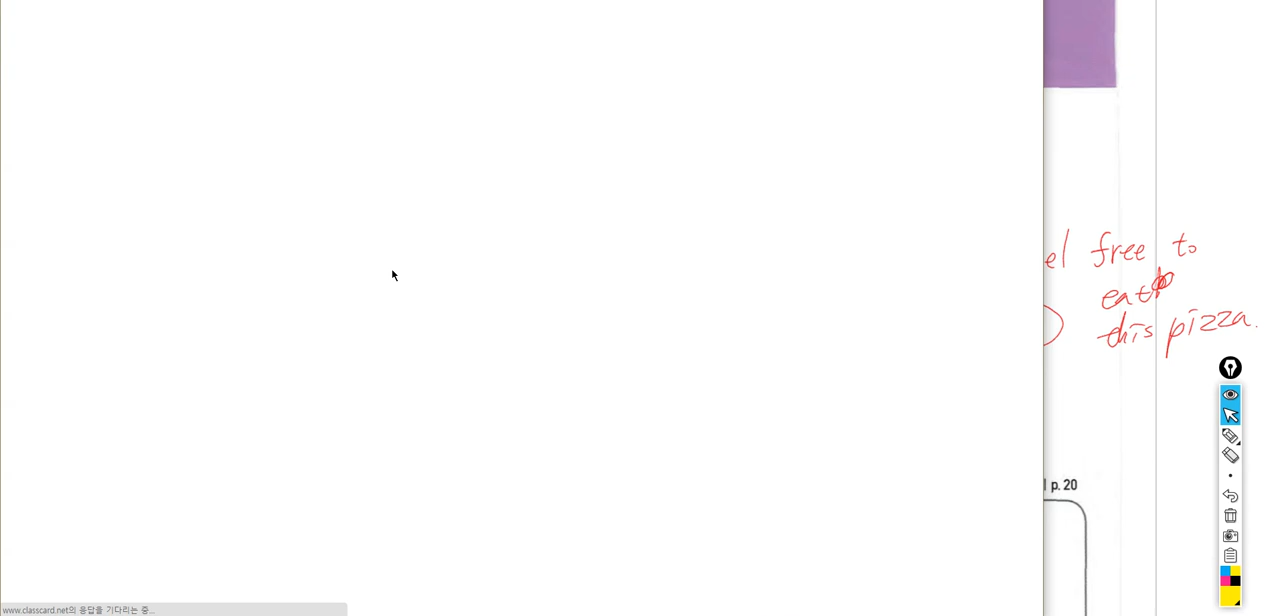 el free to
eat
this pizza.
l p. 20
www.classcard.net의 응답을 기다리는 중...